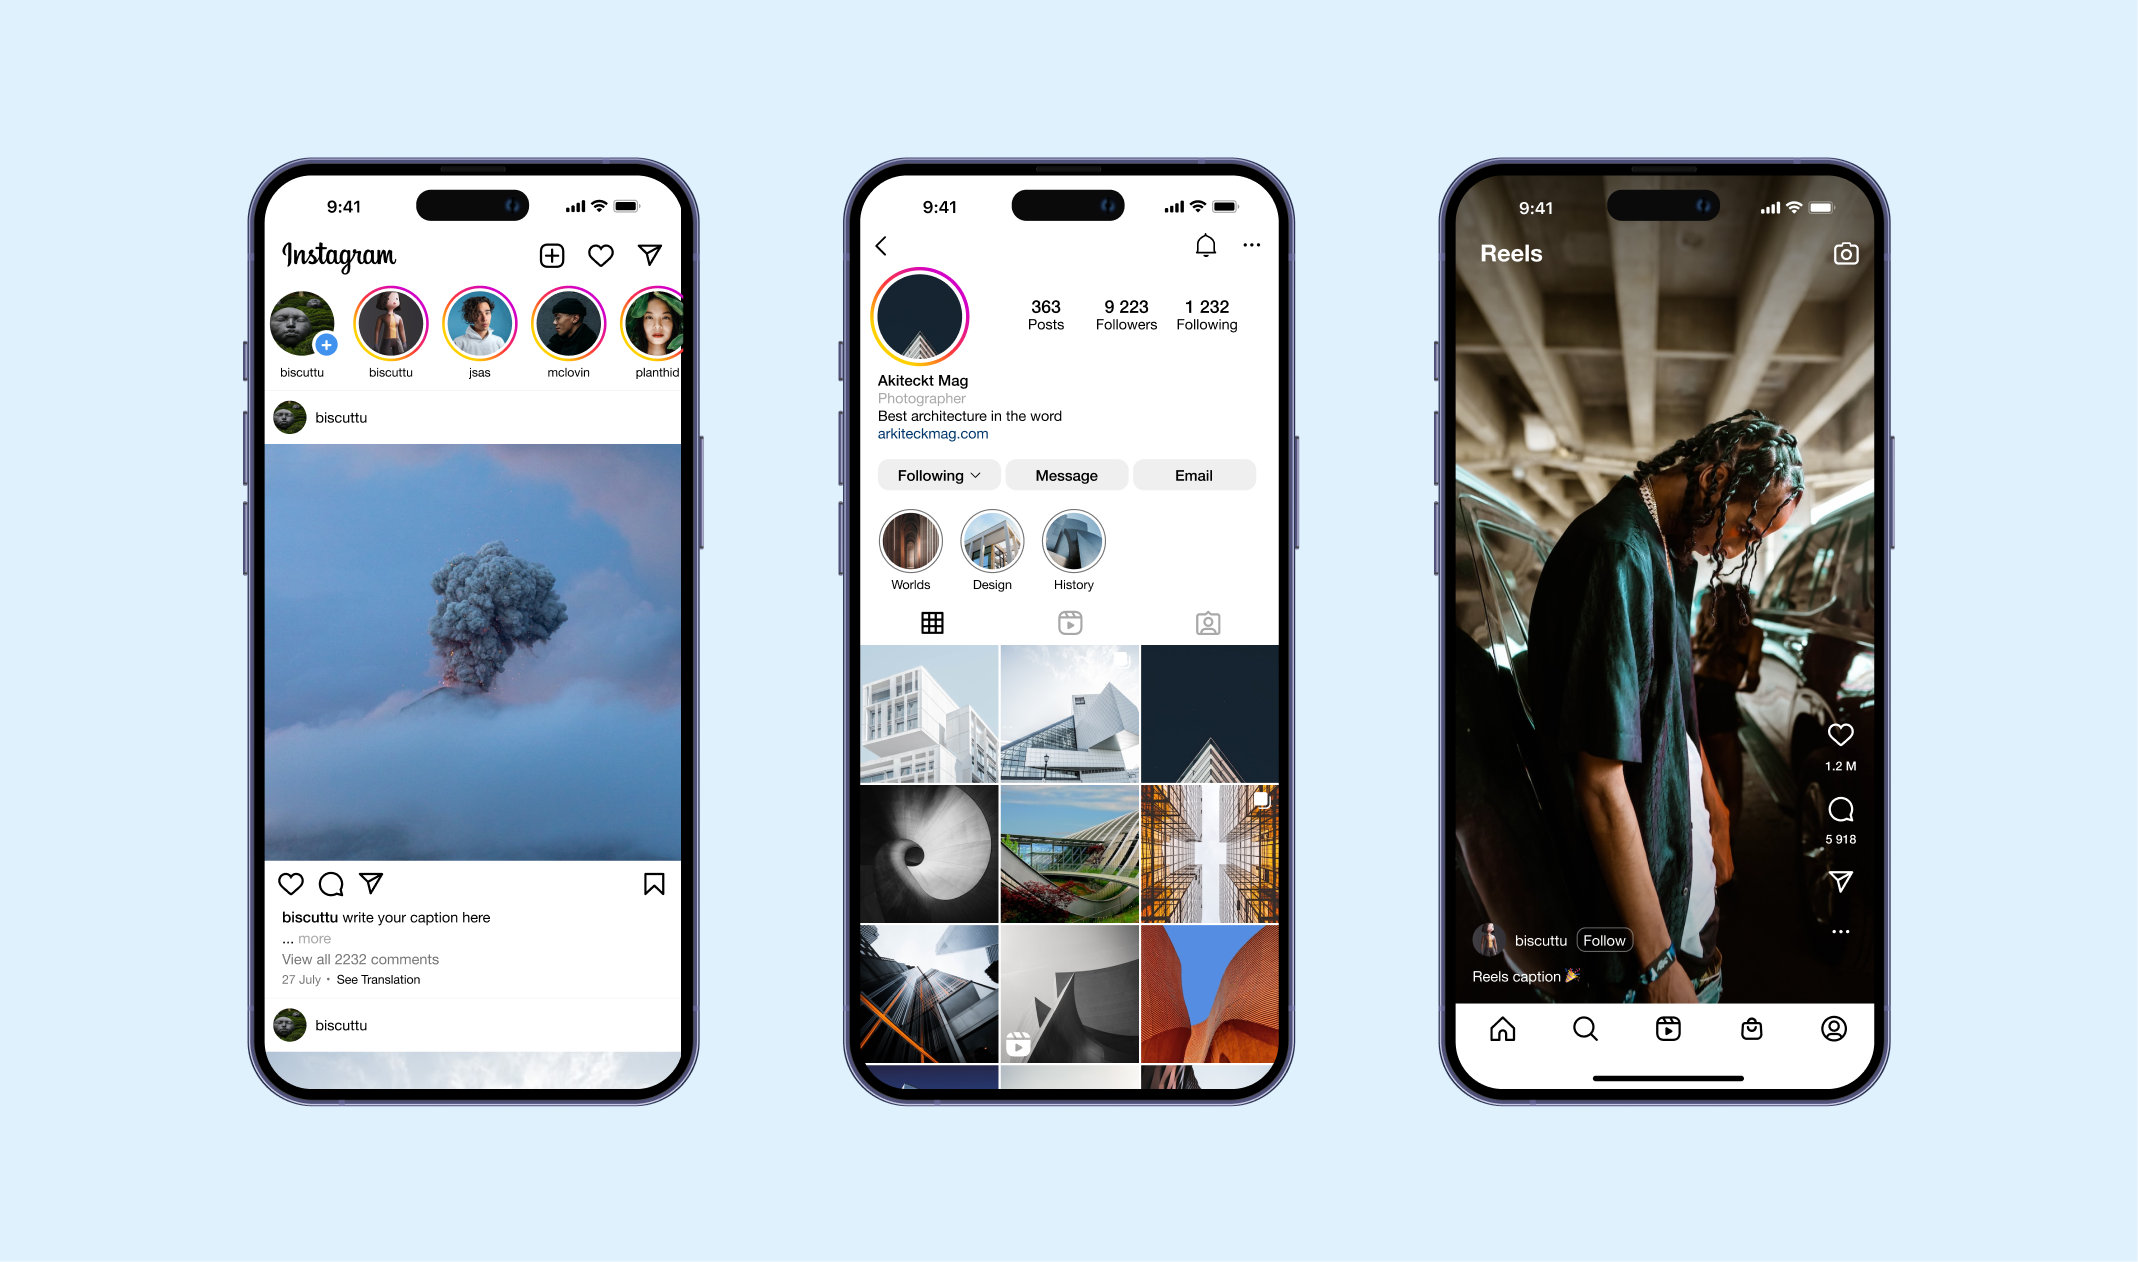 9:41
Instagram
biscuttu
biscuttu
jsas
mclovin
planthid
biscuttu
biscuttu write your caption here
... more
View all 2232 comments
27 July • See Translation
biscuttu
9:41
363
9 223
1 232
Posts
Followers
Following
Akiteckt Mag
Photographer
Best architecture in the word
arkiteckmag.com
Following
Message
Email
Worlds
Design
History
9:41
Reels
1.2 M
5 918
biscuttu
Follow
Reels caption 🎉